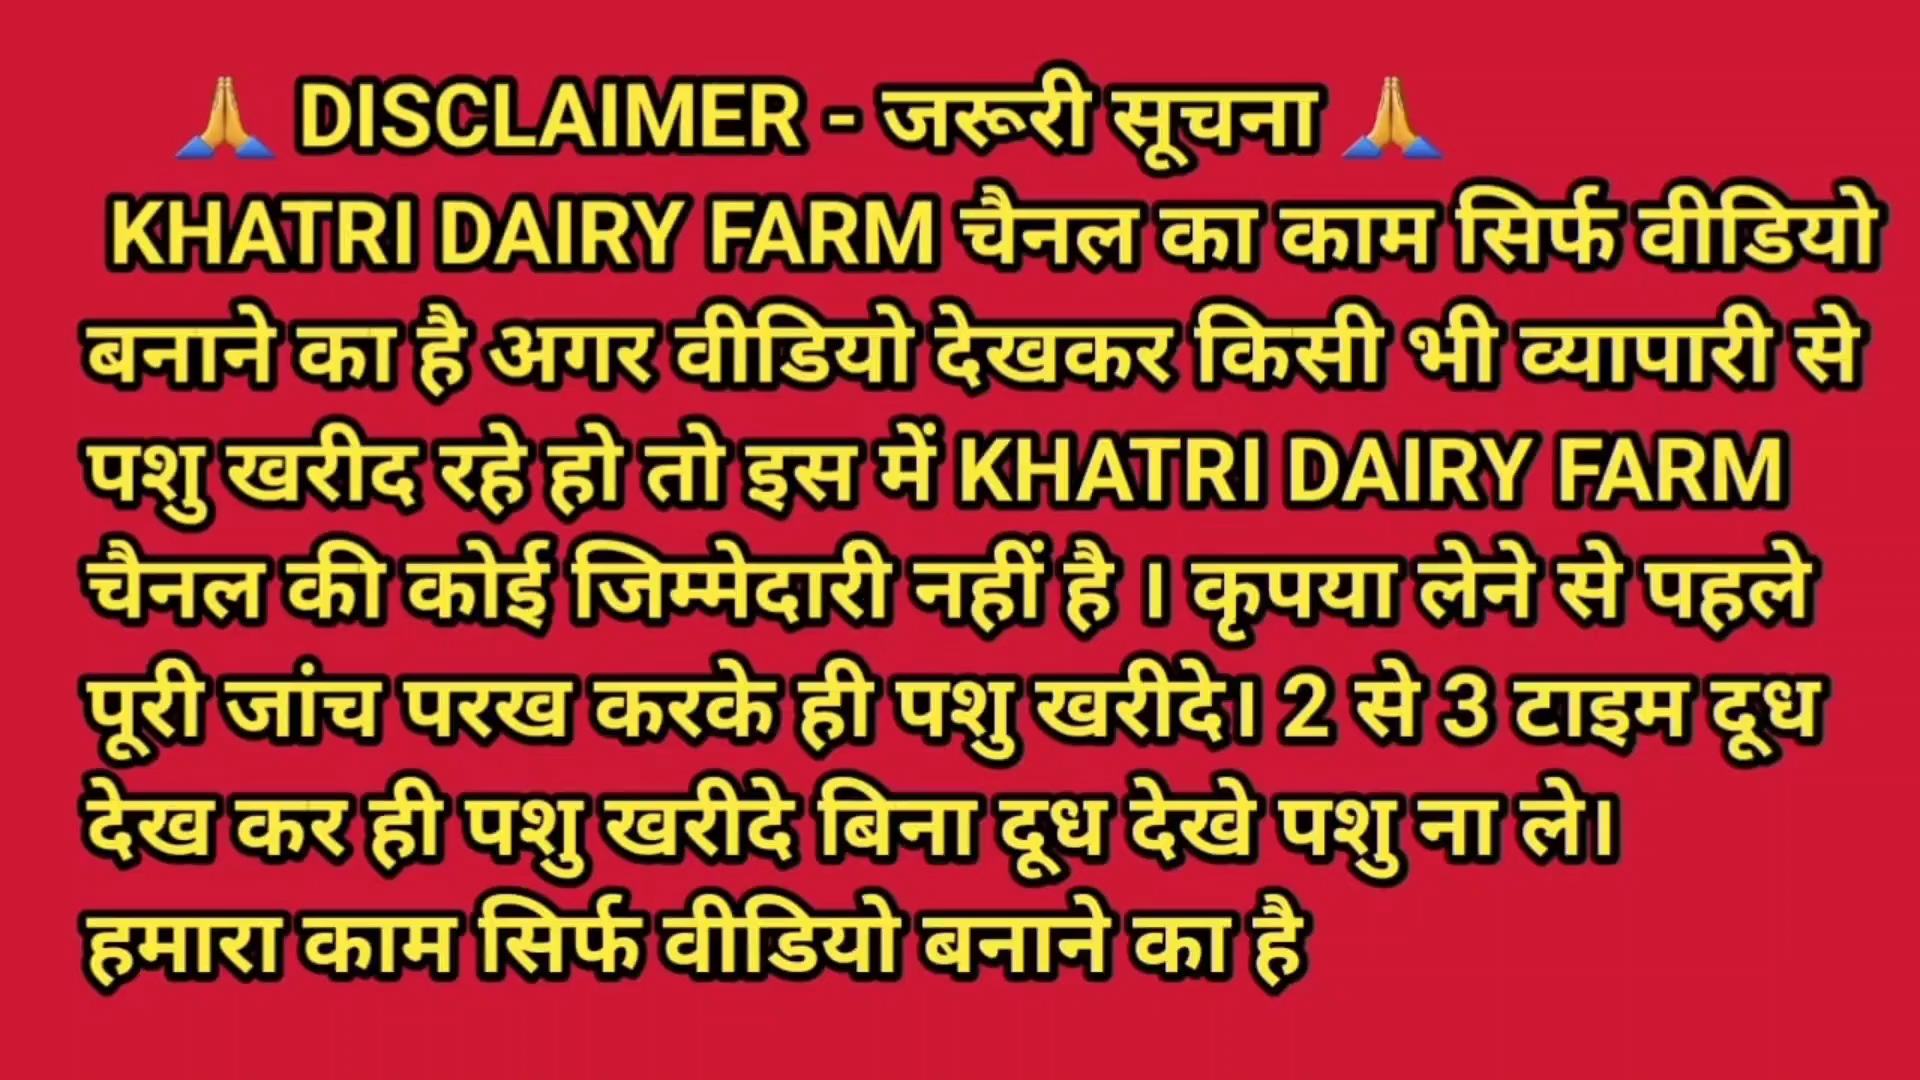 🙏 DISCLAIMER - जरूरी सूचना 🙏
KHATRI DAIRY FARM चैनल का काम सिर्फ वीडियो
बनाने का है अगर वीडियो देखकर किसी भी व्यापारी से
पशु खरीद रहे हो तो इस में KHATRI DAIRY FARM
चैनल की कोई जिम्मेदारी नहीं है । कृपया लेने से पहले
पूरी जांच परख करके ही पशु खरीदे। 2 से 3 टाइम दूध
देख कर ही पशु खरीदे बिना दूध देखे पशु ना ले।
हमारा काम सिर्फ वीडियो बनाने का है